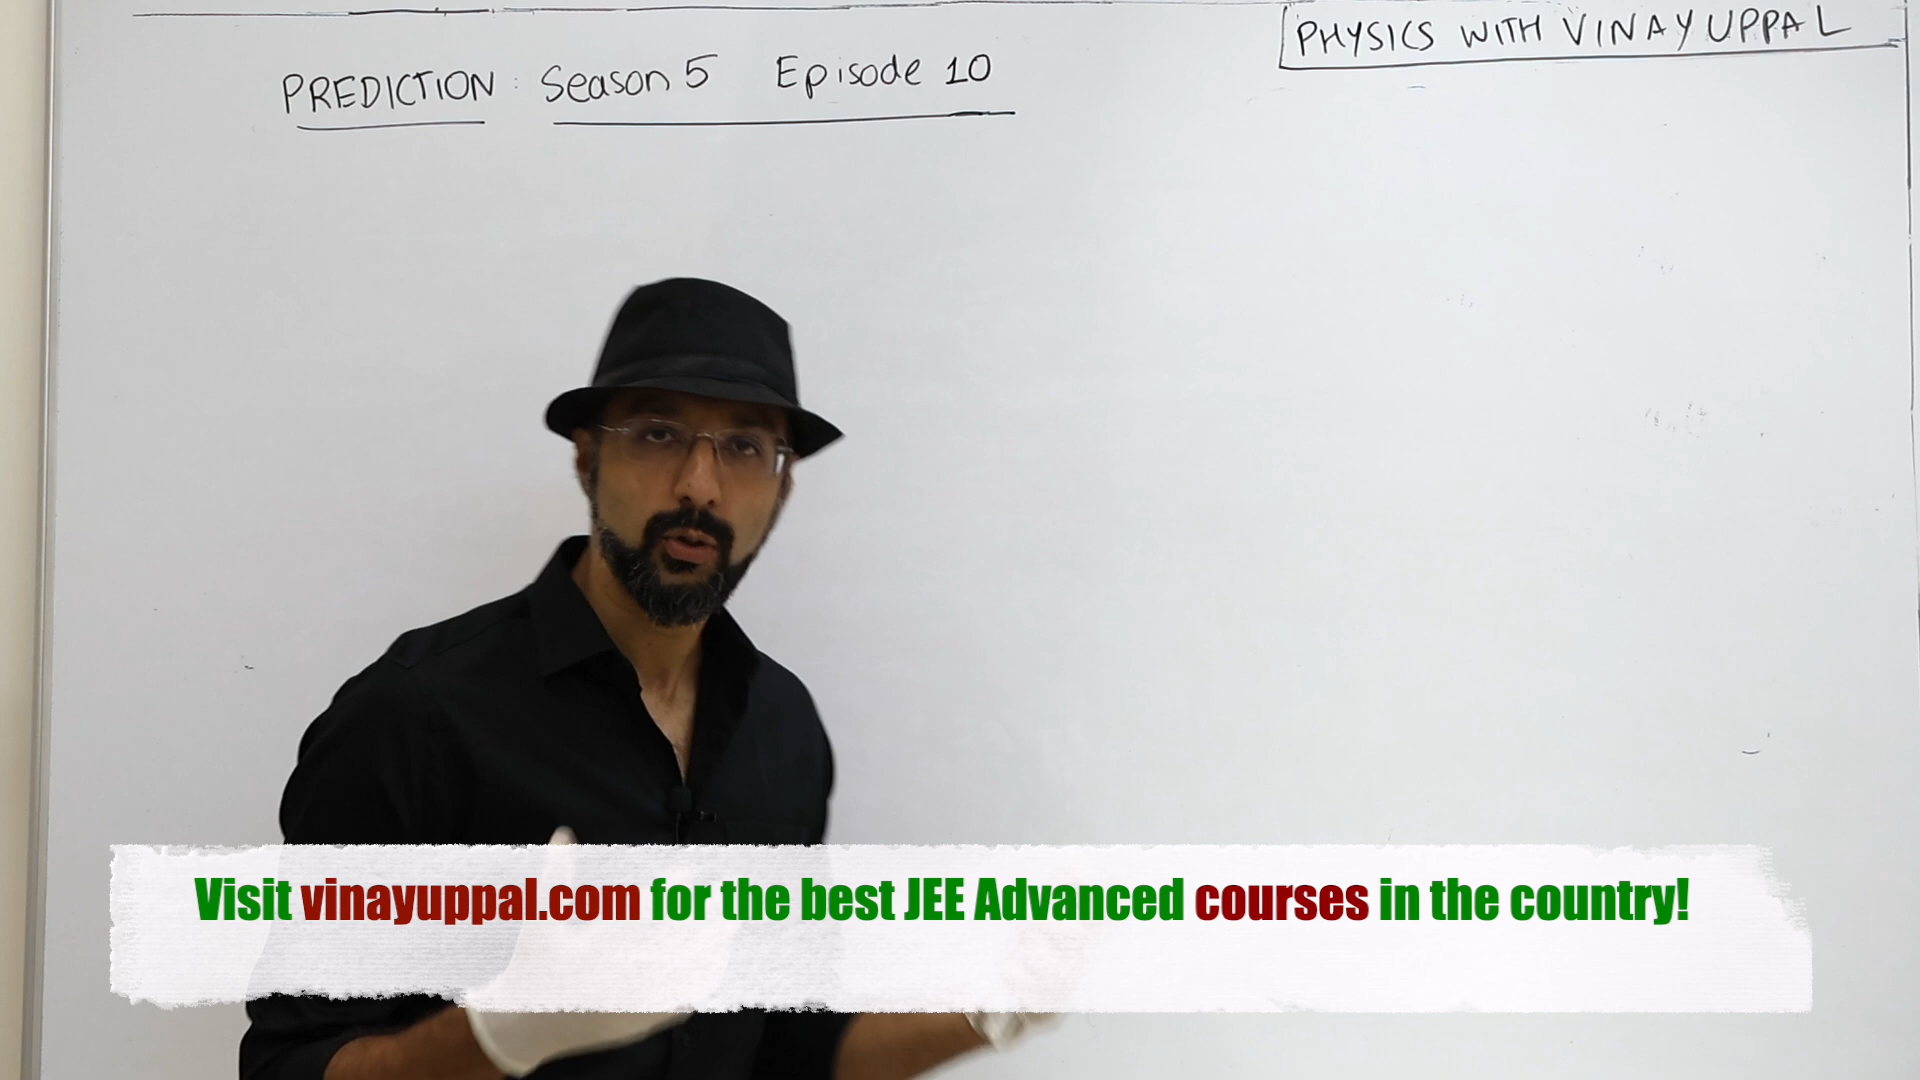 PHYSICS WITH VINAY UPPAL
PREDICTION : Season 5 Episode 10
Visit vinayuppal.com for the best JEE Advanced courses in the country!